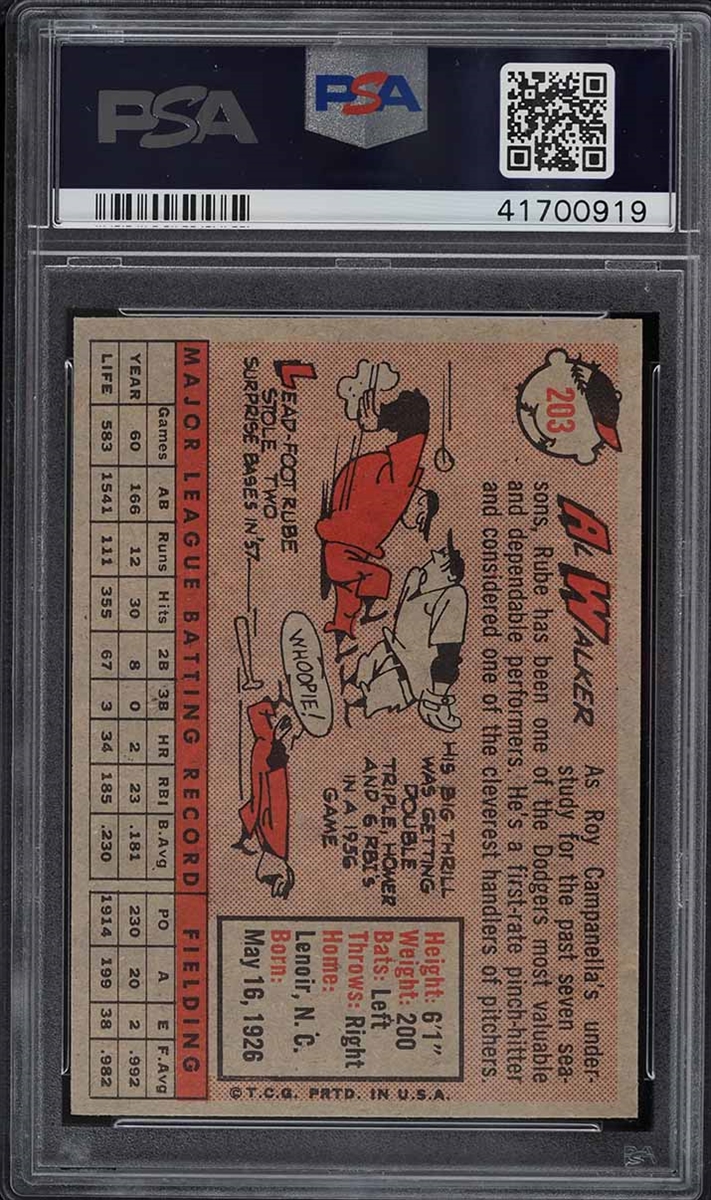 PSA
PSA
41700919
203
AL WALKER
As Roy Campanella's under
study for the past seven sea-
sons, Rube has been one of the Dodgers most valuable
and dependable performers. He's a first-rate pinch-hitter
and considered one of the cleverest handlers of pitchers.
LEAD-FOOT RUBE
STOLE TWO
SURPRISE BASES IN '57
WHOOPIE!
HIS BIG THRILL
WAS GETTING
DOUBLE
TRIPLE, HOMER
AND 6 RBI'S
IN A 1956
GAME
Height: 6'1"
Weight: 200
Bats: Left
Throws: Right
Home:
Lenoir, N. C.
Born:
May 16, 1926
©T.C.G. PRTD. IN U.S.A.
MAJOR LEAGUE BATTING RECORD FIELDING
Games AB Runs Hits 2B 3B HR RBI B.Avg PO A E F.Avg
YEAR 60 166 12 30 8 0 2 23 .181 230 20 2 .992
LIFE 583 1541 111 355 67 3 34 185 .230 1914 199 38 .982